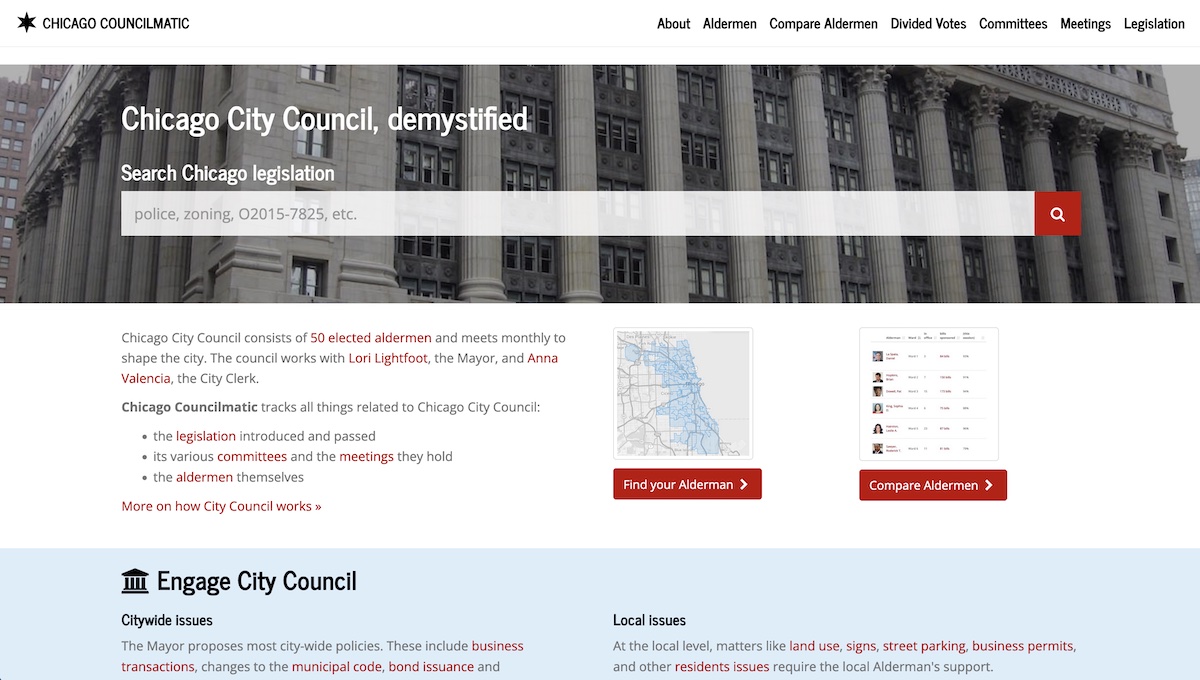 CHICAGO COUNCILMATIC
About Aldermen Compare Aldermen Divided Votes Committees Meetings Legislation
Chicago City Council, demystified
Search Chicago legislation
police, zoning, O2015-7825, etc.
Chicago City Council consists of 50 elected aldermen and meets monthly to
shape the city. The council works with Lori Lightfoot, the Mayor, and Anna
Valencia, the City Clerk.
Chicago Councilmatic tracks all things related to Chicago City Council:
the legislation introduced and passed
its various committees and the meetings they hold
the aldermen themselves
More on how City Council works »
Find your Alderman
Compare Aldermen
Engage City Council
Citywide issues
The Mayor proposes most city-wide policies. These include business
transactions, changes to the municipal code, bond issuance and
Local issues
At the local level, matters like land use, signs, street parking, business permits,
and other residents issues require the local Alderman's support.